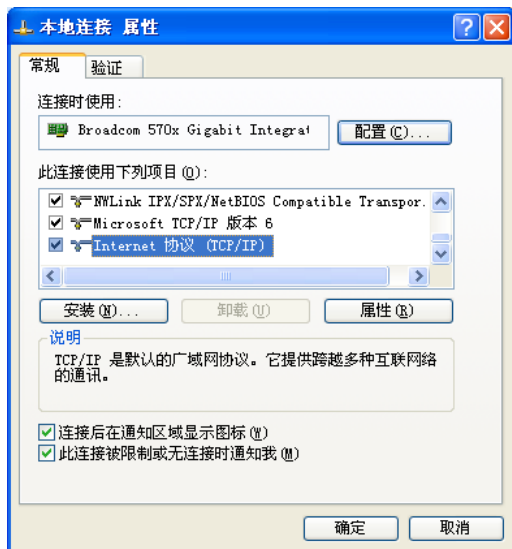 本地连接 属性
常规
验证
连接时使用:
Broadcom 570x Gigabit Integrat
配置(C)...
此连接使用下列项目(O):
NWLink IPX/SPX/NetBIOS Compatible Transpor.
Microsoft TCP/IP 版本 6
Internet 协议 (TCP/IP)
安装(N)...
卸载(U)
属性(R)
说明
TCP/IP 是默认的广域网协议。它提供跨越多种互联网络
的通讯。
连接后在通知区域显示图标(W)
此连接被限制或无连接时通知我(M)
确定
取消